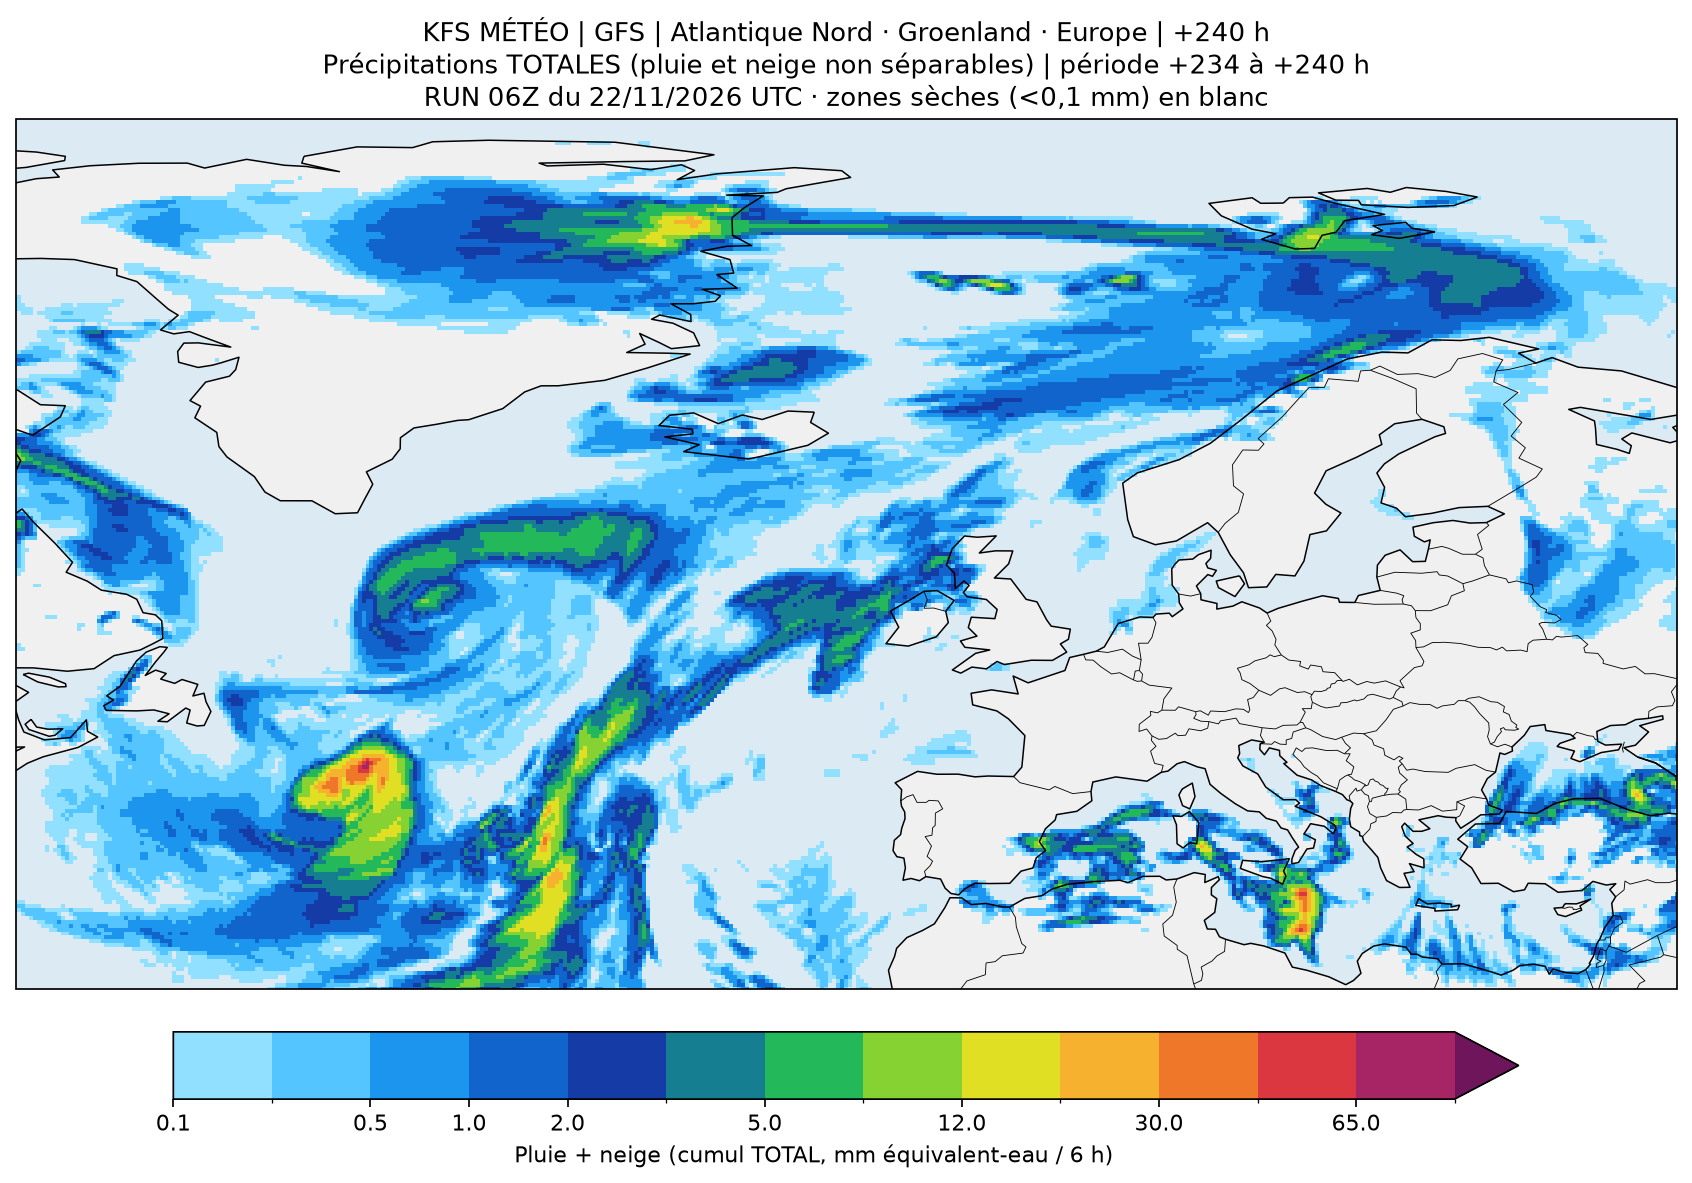 KFS MÉTÉO | GFS | Atlantique Nord · Groenland · Europe | +240 h
Précipitations TOTALES (pluie et neige non séparables) | période +234 à +240 h
RUN 06Z du 22/11/2026 UTC · zones sèches (<0,1 mm) en blanc
0.1 0.5 1.0 2.0 5.0 12.0 30.0 65.0
Pluie + neige (cumul TOTAL, mm équivalent-eau / 6 h)